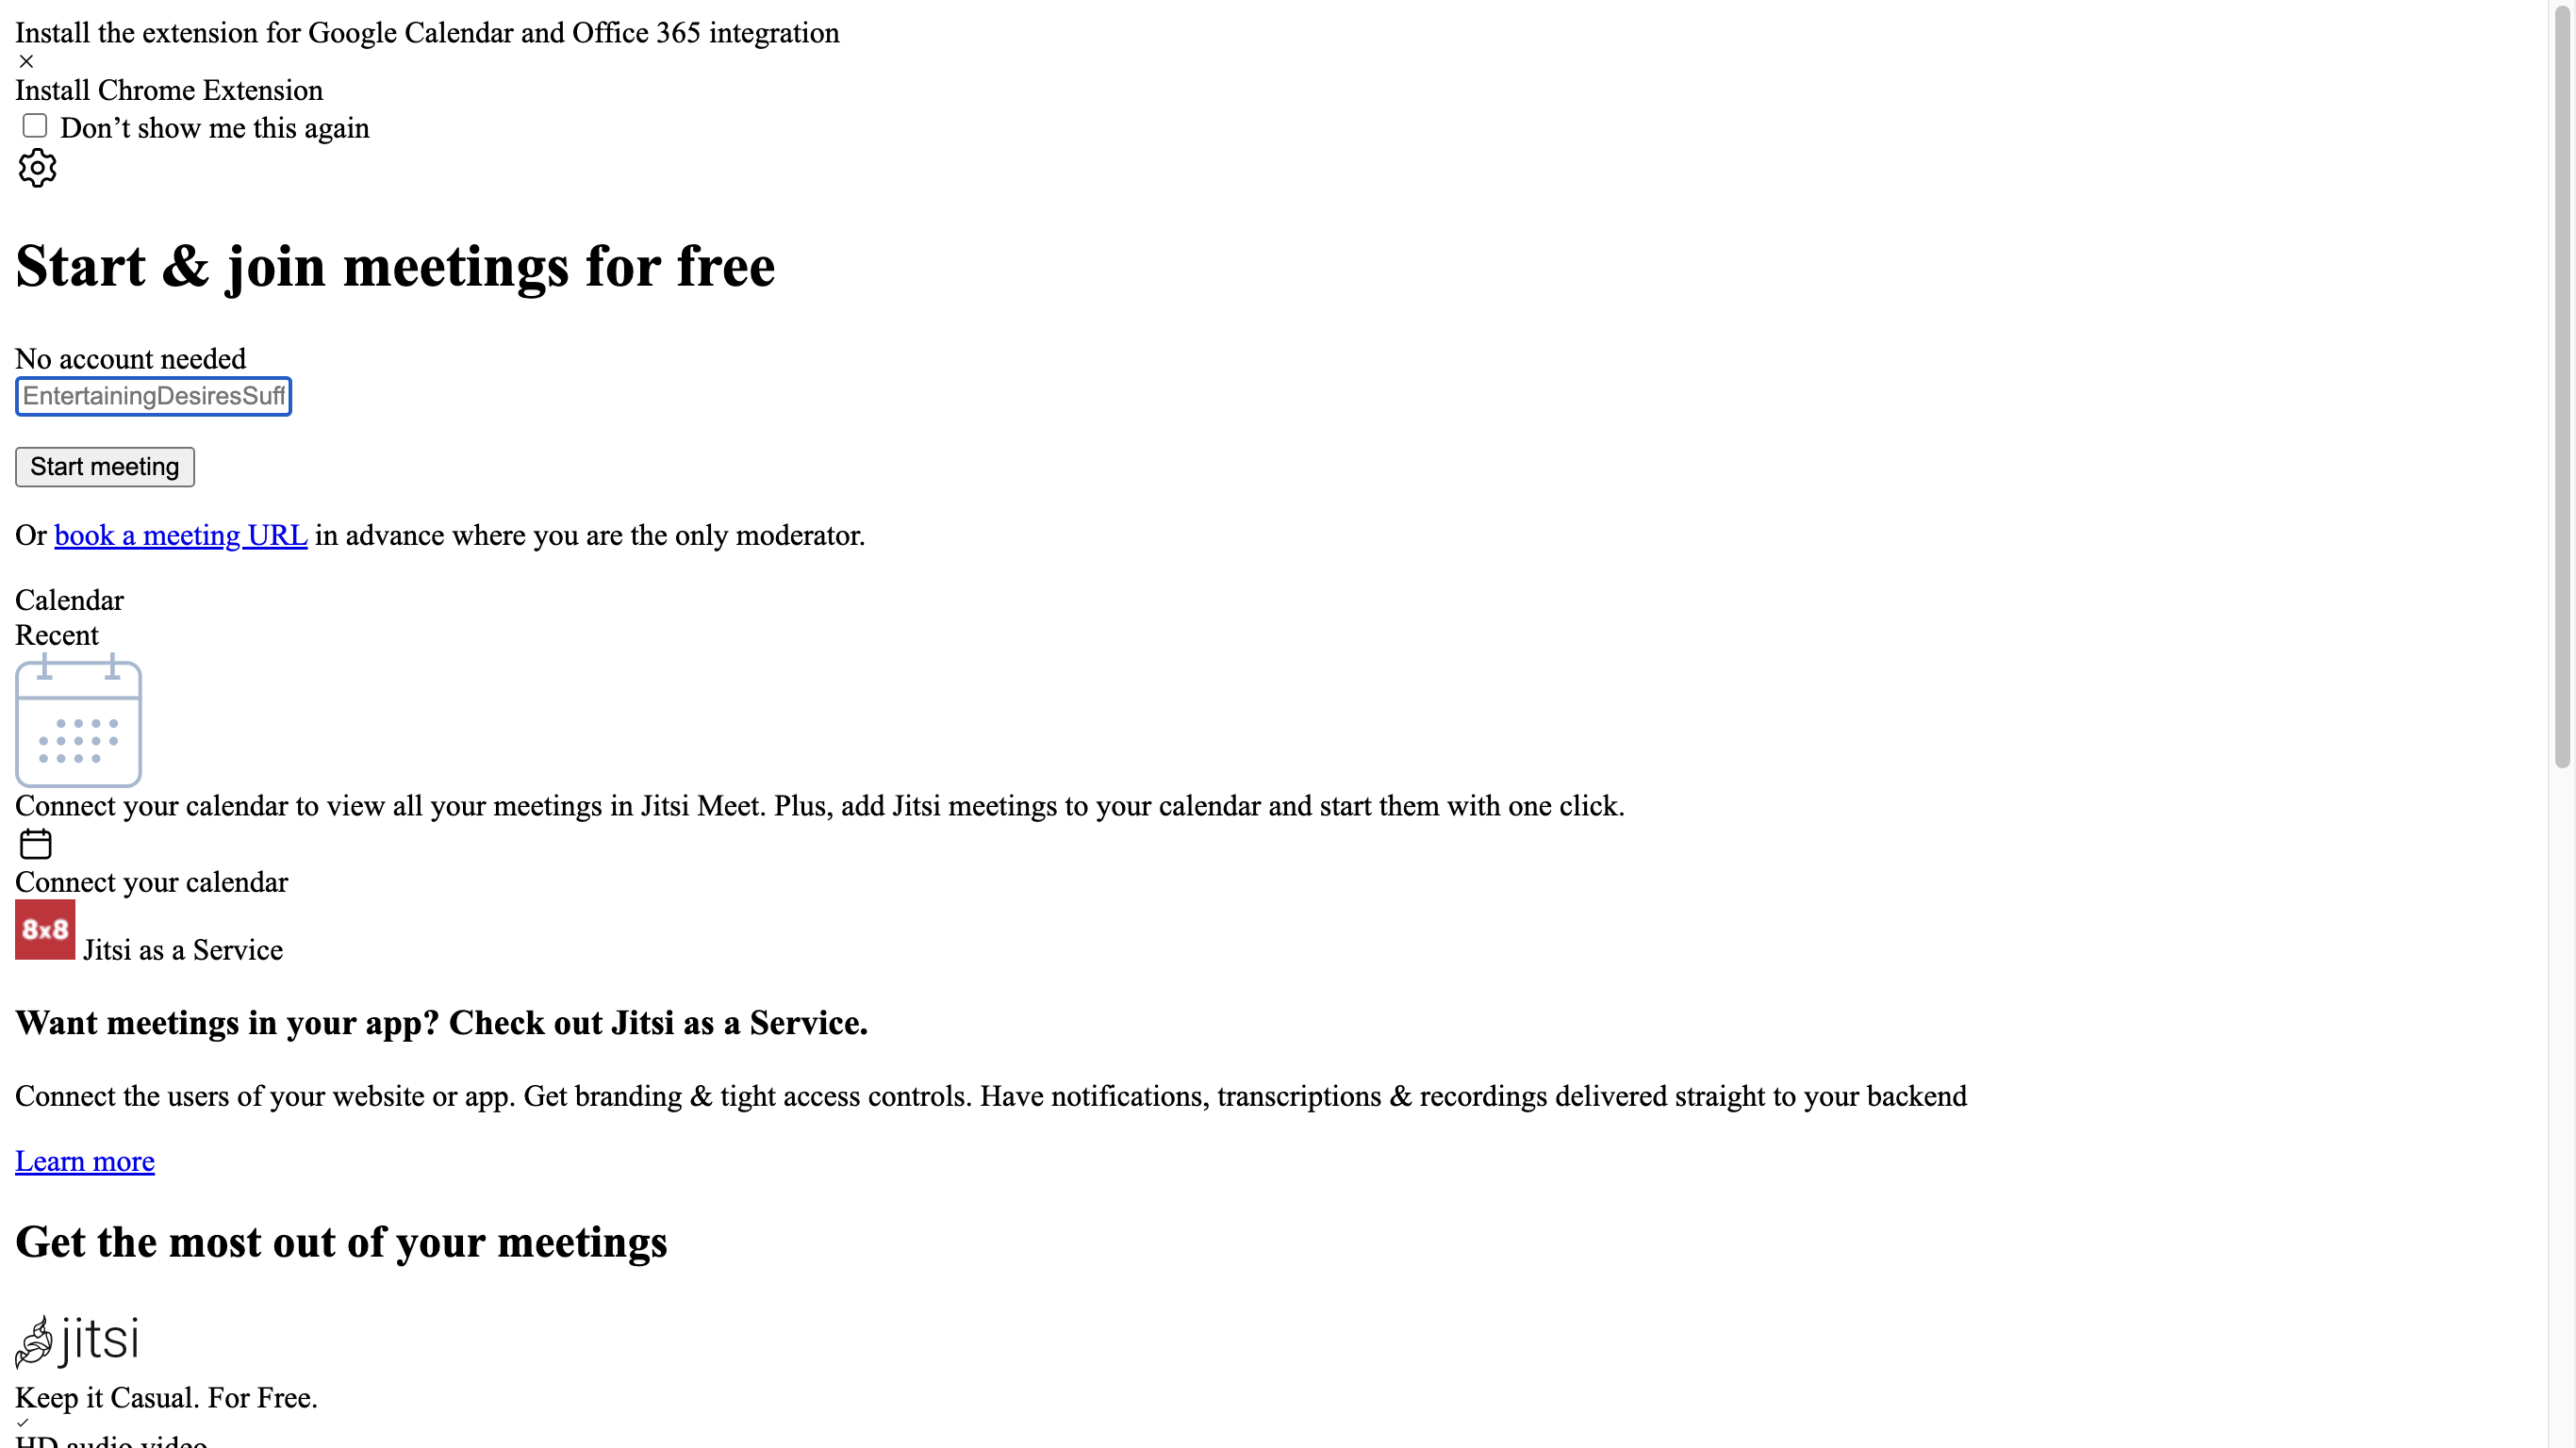 Install the extension for Google Calendar and Office 365 integration
Install Chrome Extension
Don’t show me this again
Start & join meetings for free
No account needed
EntertainingDesiresSuf
Start meeting
Or book a meeting URL in advance where you are the only moderator.
Calendar
Recent
Connect your calendar to view all your meetings in Jitsi Meet. Plus, add Jitsi meetings to your calendar and start them with one click.
Connect your calendar
8x8 Jitsi as a Service
Want meetings in your app? Check out Jitsi as a Service.
Connect the users of your website or app. Get branding & tight access controls. Have notifications, transcriptions & recordings delivered straight to your backend
Learn more
Get the most out of your meetings
jitsi
Keep it Casual. For Free.
HD audio video